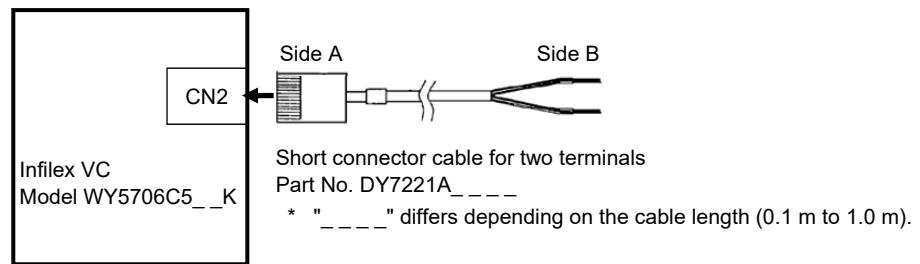 Side A
Side B
CN2
Infilex VC
Model WY5706C5_ _K
Short connector cable for two terminals
Part No. DY7221A_ _ _ _
* "_ _ _ _" differs depending on the cable length (0.1 m to 1.0 m).